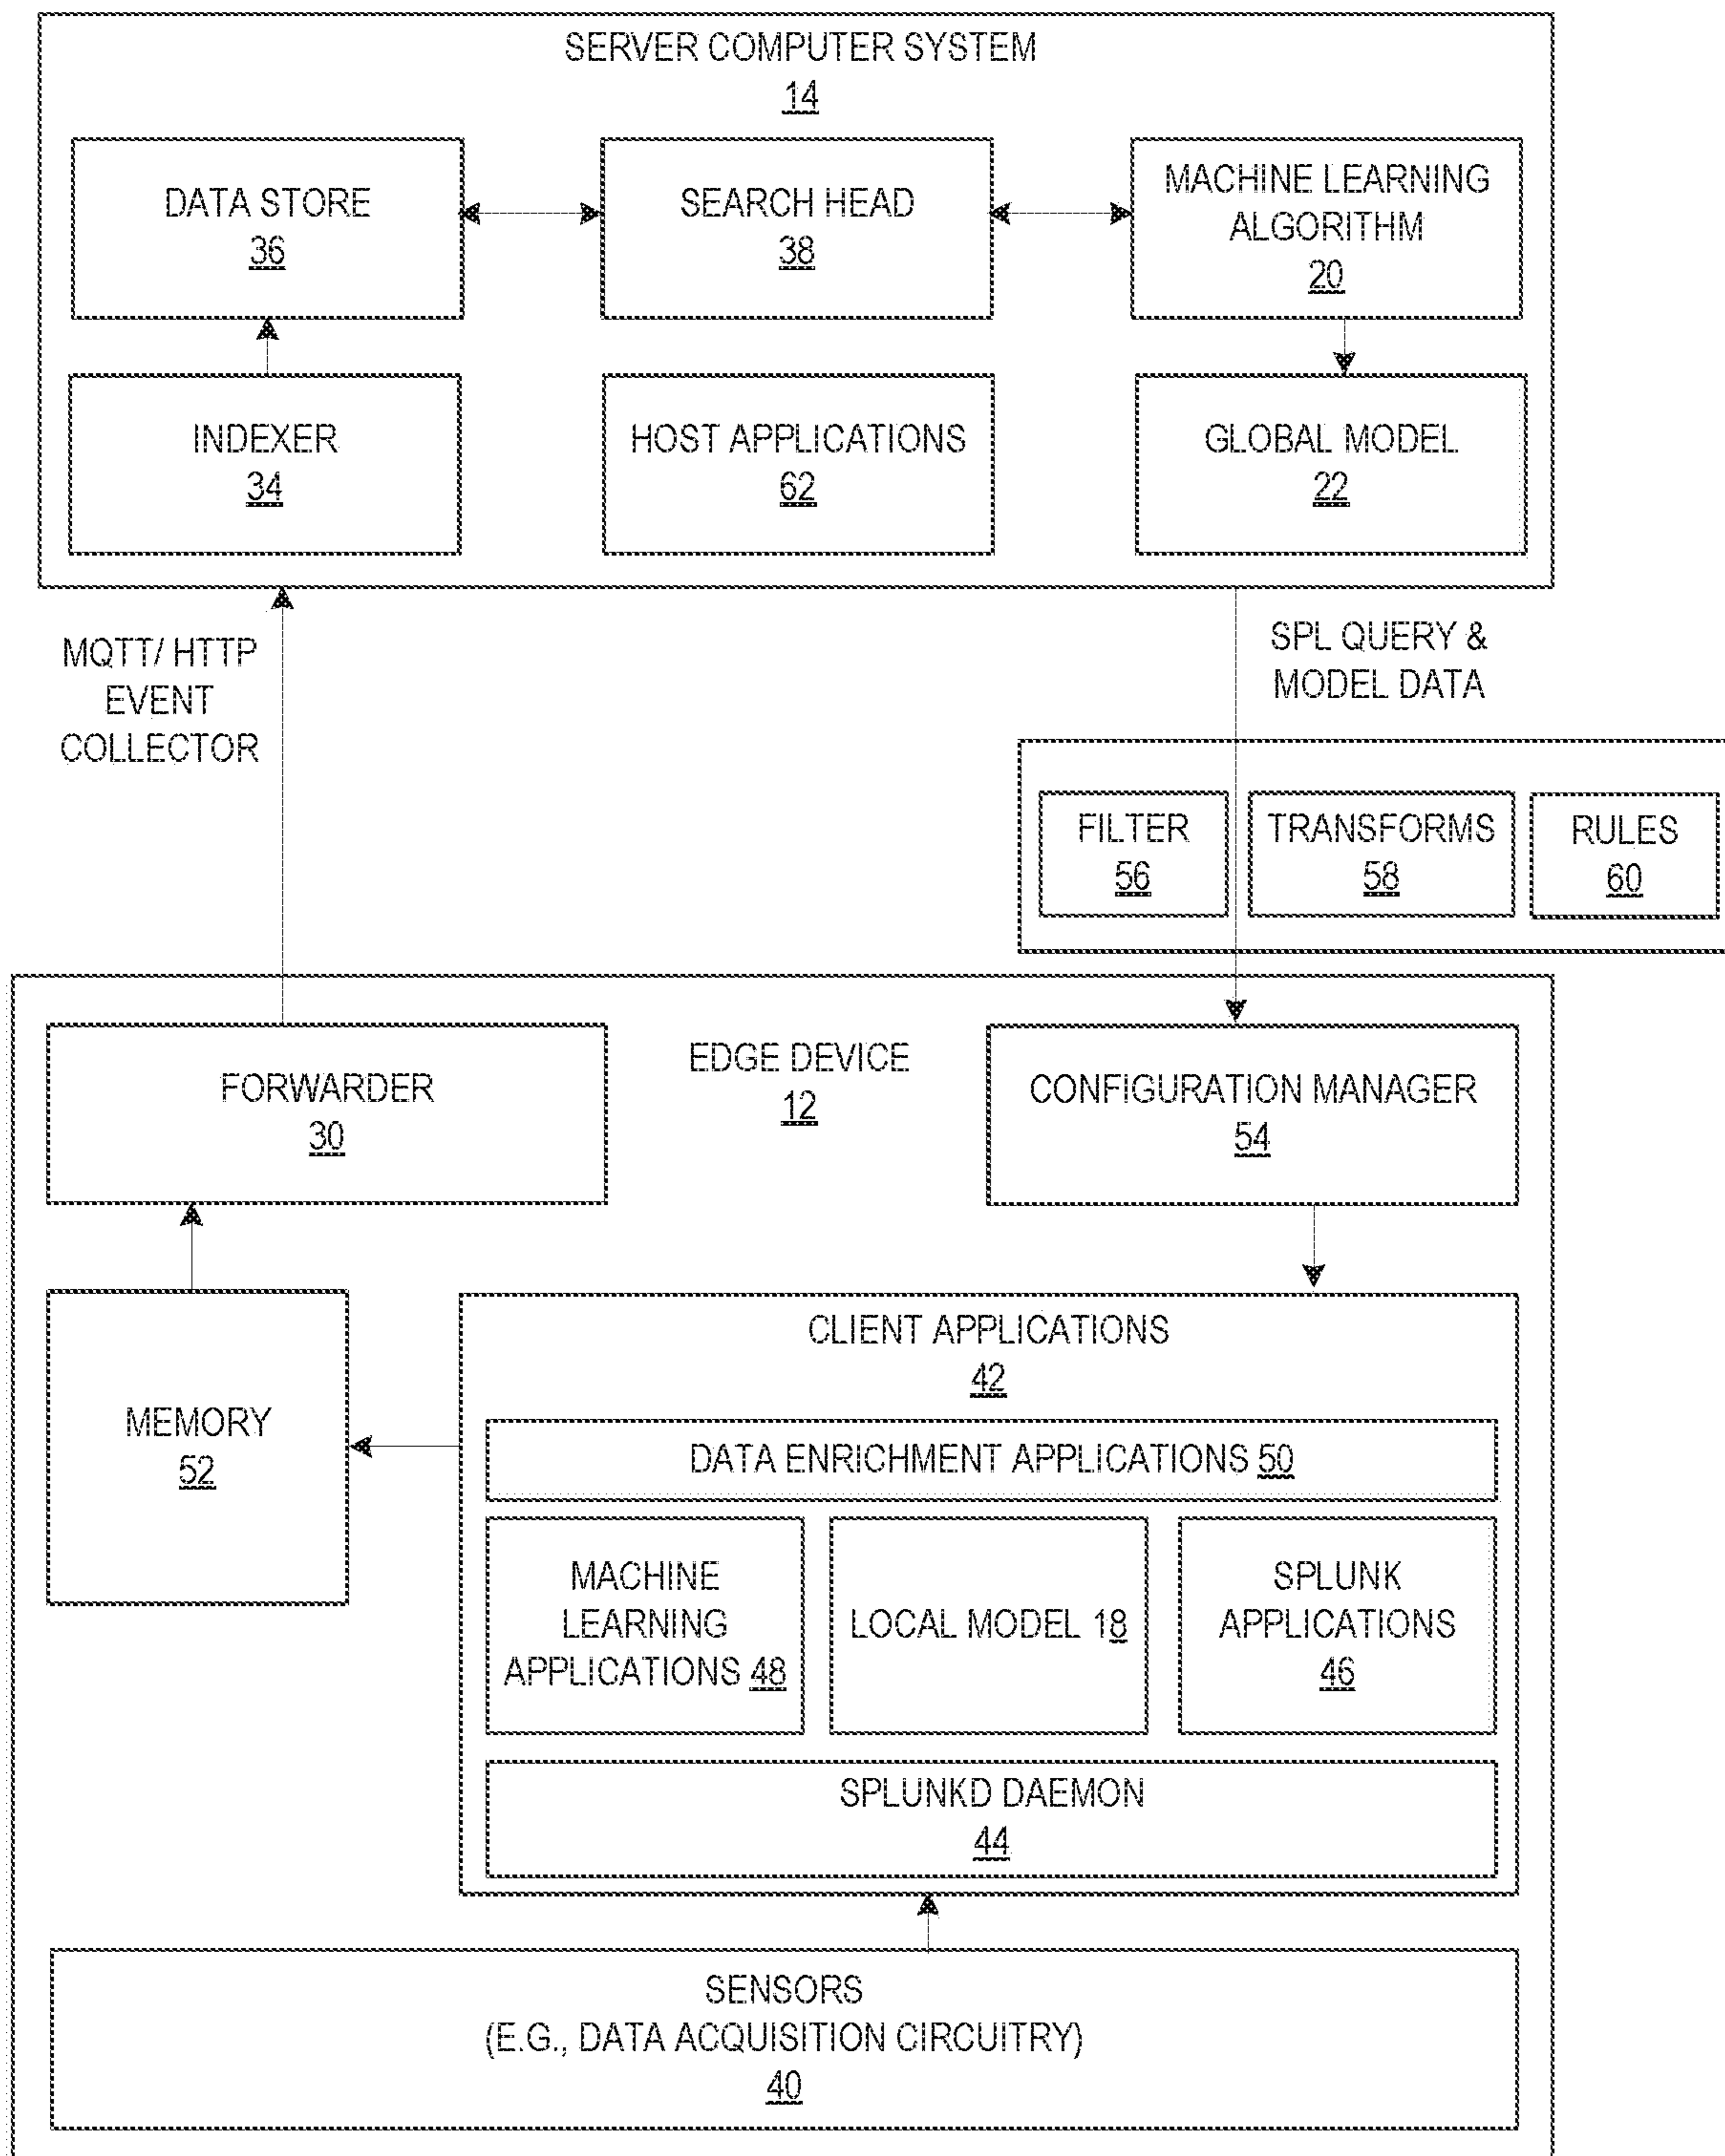 SERVER COMPUTER SYSTEM
14
DATA STORE
36
SEARCH HEAD
38
MACHINE LEARNING
ALGORITHM
20
INDEXER
34
HOST APPLICATIONS
62
GLOBAL MODEL
22
MQTT/ HTTP
EVENT
COLLECTOR
SPL QUERY &
MODEL DATA
FILTER
56
TRANSFORMS
58
RULES
60
FORWARDER
30
EDGE DEVICE
12
CONFIGURATION MANAGER
54
MEMORY
52
CLIENT APPLICATIONS
42
DATA ENRICHMENT APPLICATIONS 50
MACHINE
LEARNING
APPLICATIONS 48
LOCAL MODEL 18
SPLUNK
APPLICATIONS
46
SPLUNKD DAEMON
44
SENSORS
(E.G., DATA ACQUISITION CIRCUITRY)
40